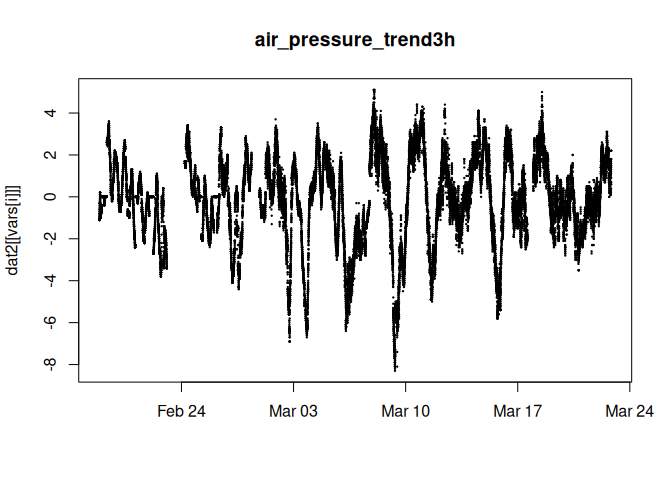 air_pressure_trend3h
dat2[[vars[i]]]
4
2
0
-2
-4
-6
-8
Feb 24
Mar 03
Mar 10
Mar 17
Mar 24